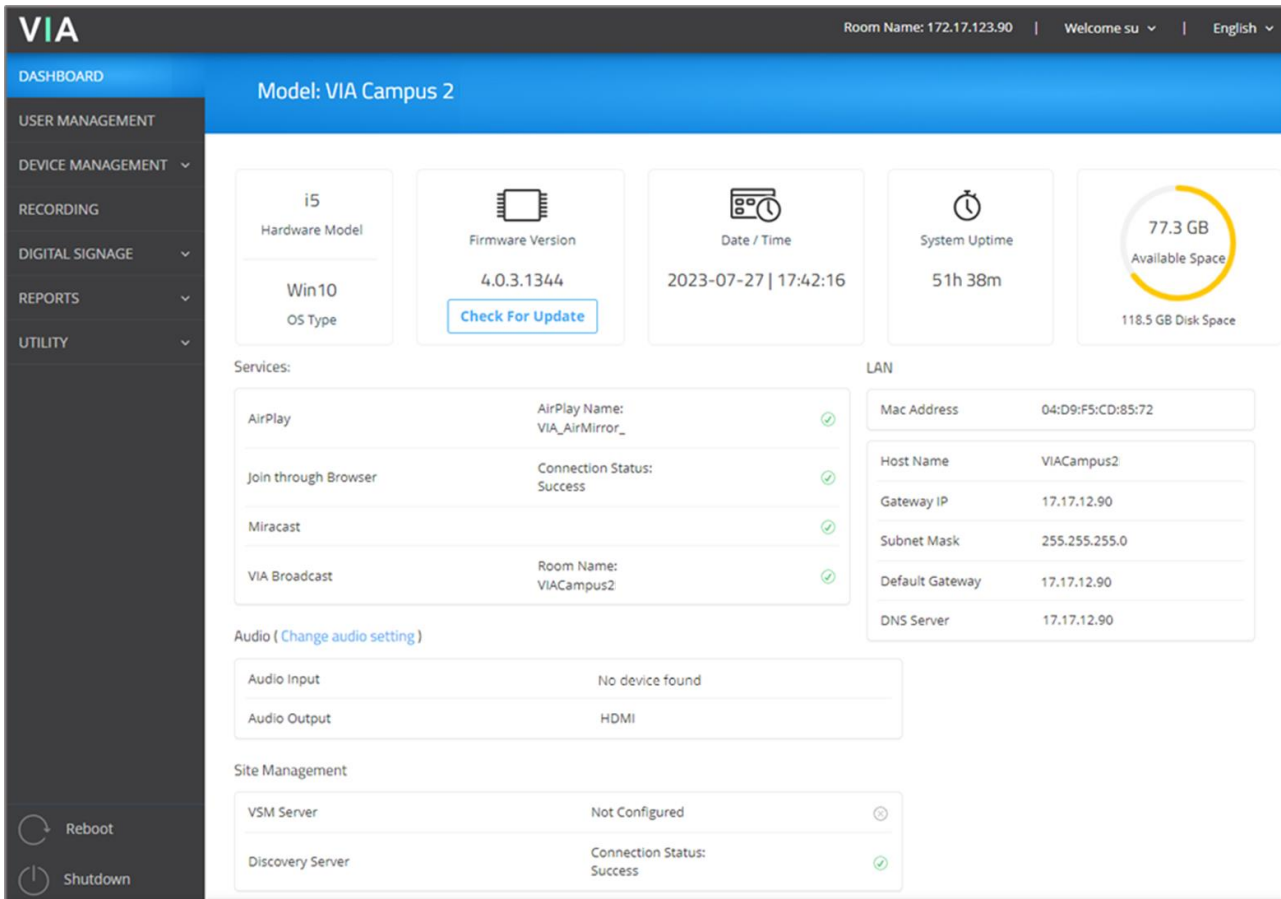 VIA
Room Name: 172.17.123.90 | Welcome su | English
DASHBOARD
USER MANAGEMENT
DEVICE MANAGEMENT
RECORDING
DIGITAL SIGNAGE
REPORTS
UTILITY
Reboot
Shutdown
Model: VIA Campus 2
i5
Hardware Model
Win10
OS Type
Firmware Version
4.0.3.1344
Check For Update
Date / Time
2023-07-27 | 17:42:16
System Uptime
51h 38m
77.3 GB
Available Space
118.5 GB Disk Space
Services:
AirPlay
AirPlay Name:
VIA_AirMirror_
Join through Browser
Connection Status:
Success
Miracast
VIA Broadcast
Room Name:
VIACampus2
LAN
Mac Address 04:D9:F5:CD:85:72
Host Name VIACampus2
Gateway IP 17.17.12.90
Subnet Mask 255.255.255.0
Default Gateway 17.17.12.90
DNS Server 17.17.12.90
Audio ( Change audio setting )
Audio Input No device found
Audio Output HDMI
Site Management
VSM Server Not Configured
Discovery Server
Connection Status:
Success